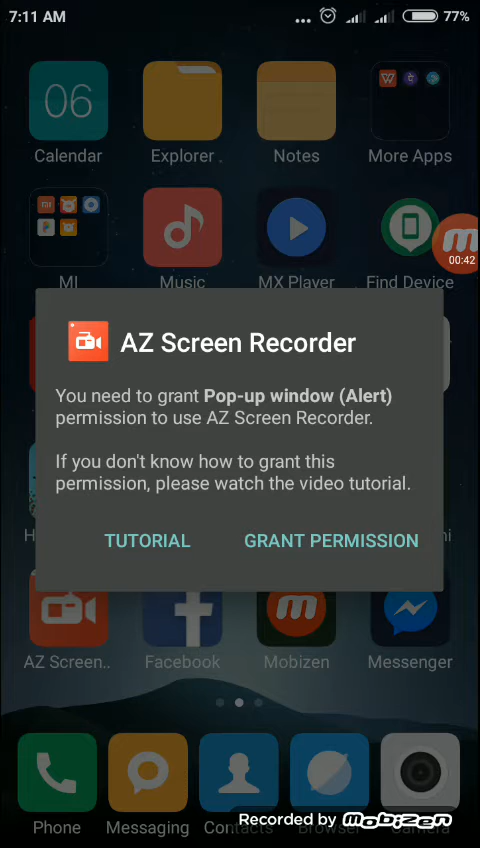 7:11 AM
77%
06
Calendar
Explorer
Notes
More Apps
MI
Music
MX Player
Find Device
00:42
AZ Screen Recorder
You need to grant Pop-up window (Alert)
permission to use AZ Screen Recorder.
If you don't know how to grant this
permission, please watch the video tutorial.
TUTORIAL
GRANT PERMISSION
AZ Screen..
Facebook
Mobizen
Messenger
Phone
Messaging
Contacts
Browser
Camera
Recorded by Mobizen